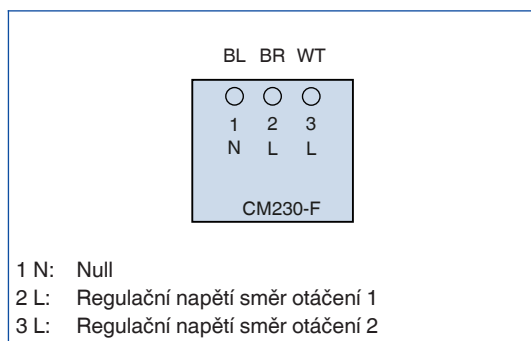 BL BR WT
1 2 3
N L L
CM230-F
1 N: Null
2 L: Regulační napětí směr otáčení 1
3 L: Regulační napětí směr otáčení 2